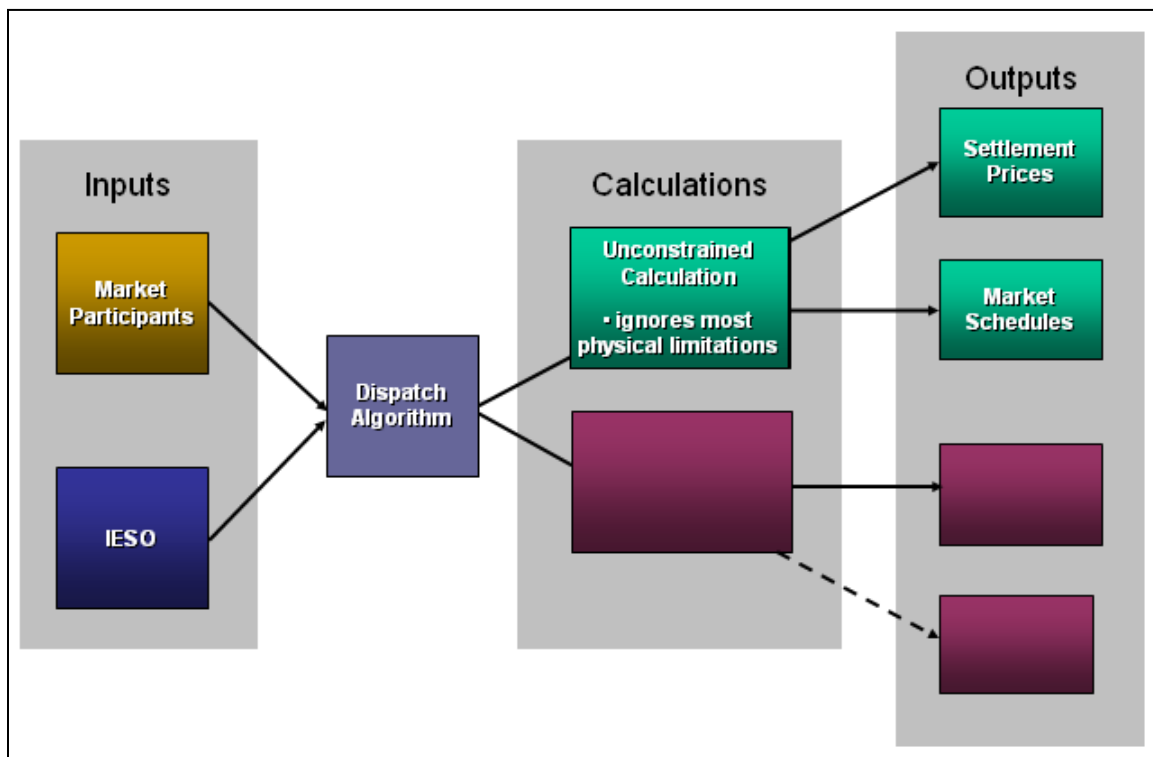 Inputs
Market
Participants
IESO
Dispatch
Algorithm
Calculations
Unconstrained
Calculation
▪ ignores most
physical limitations
Outputs
Settlement
Prices
Market
Schedules